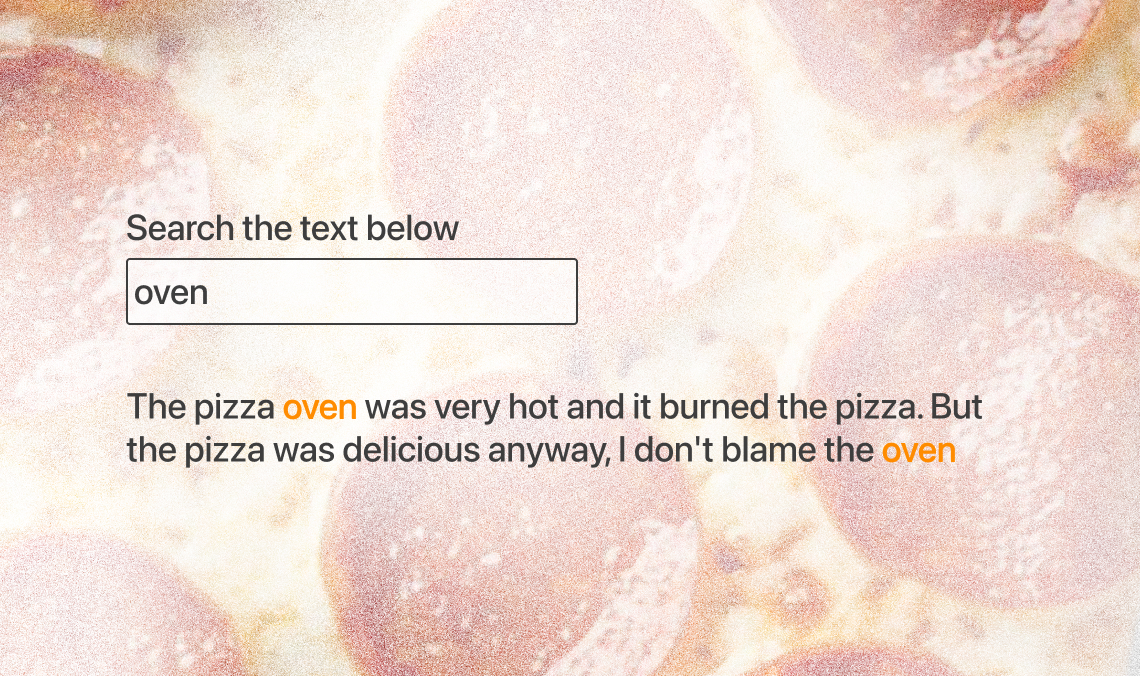 Search the text below
oven
The pizza oven was very hot and it burned the pizza. But
the pizza was delicious anyway, I don't blame the oven